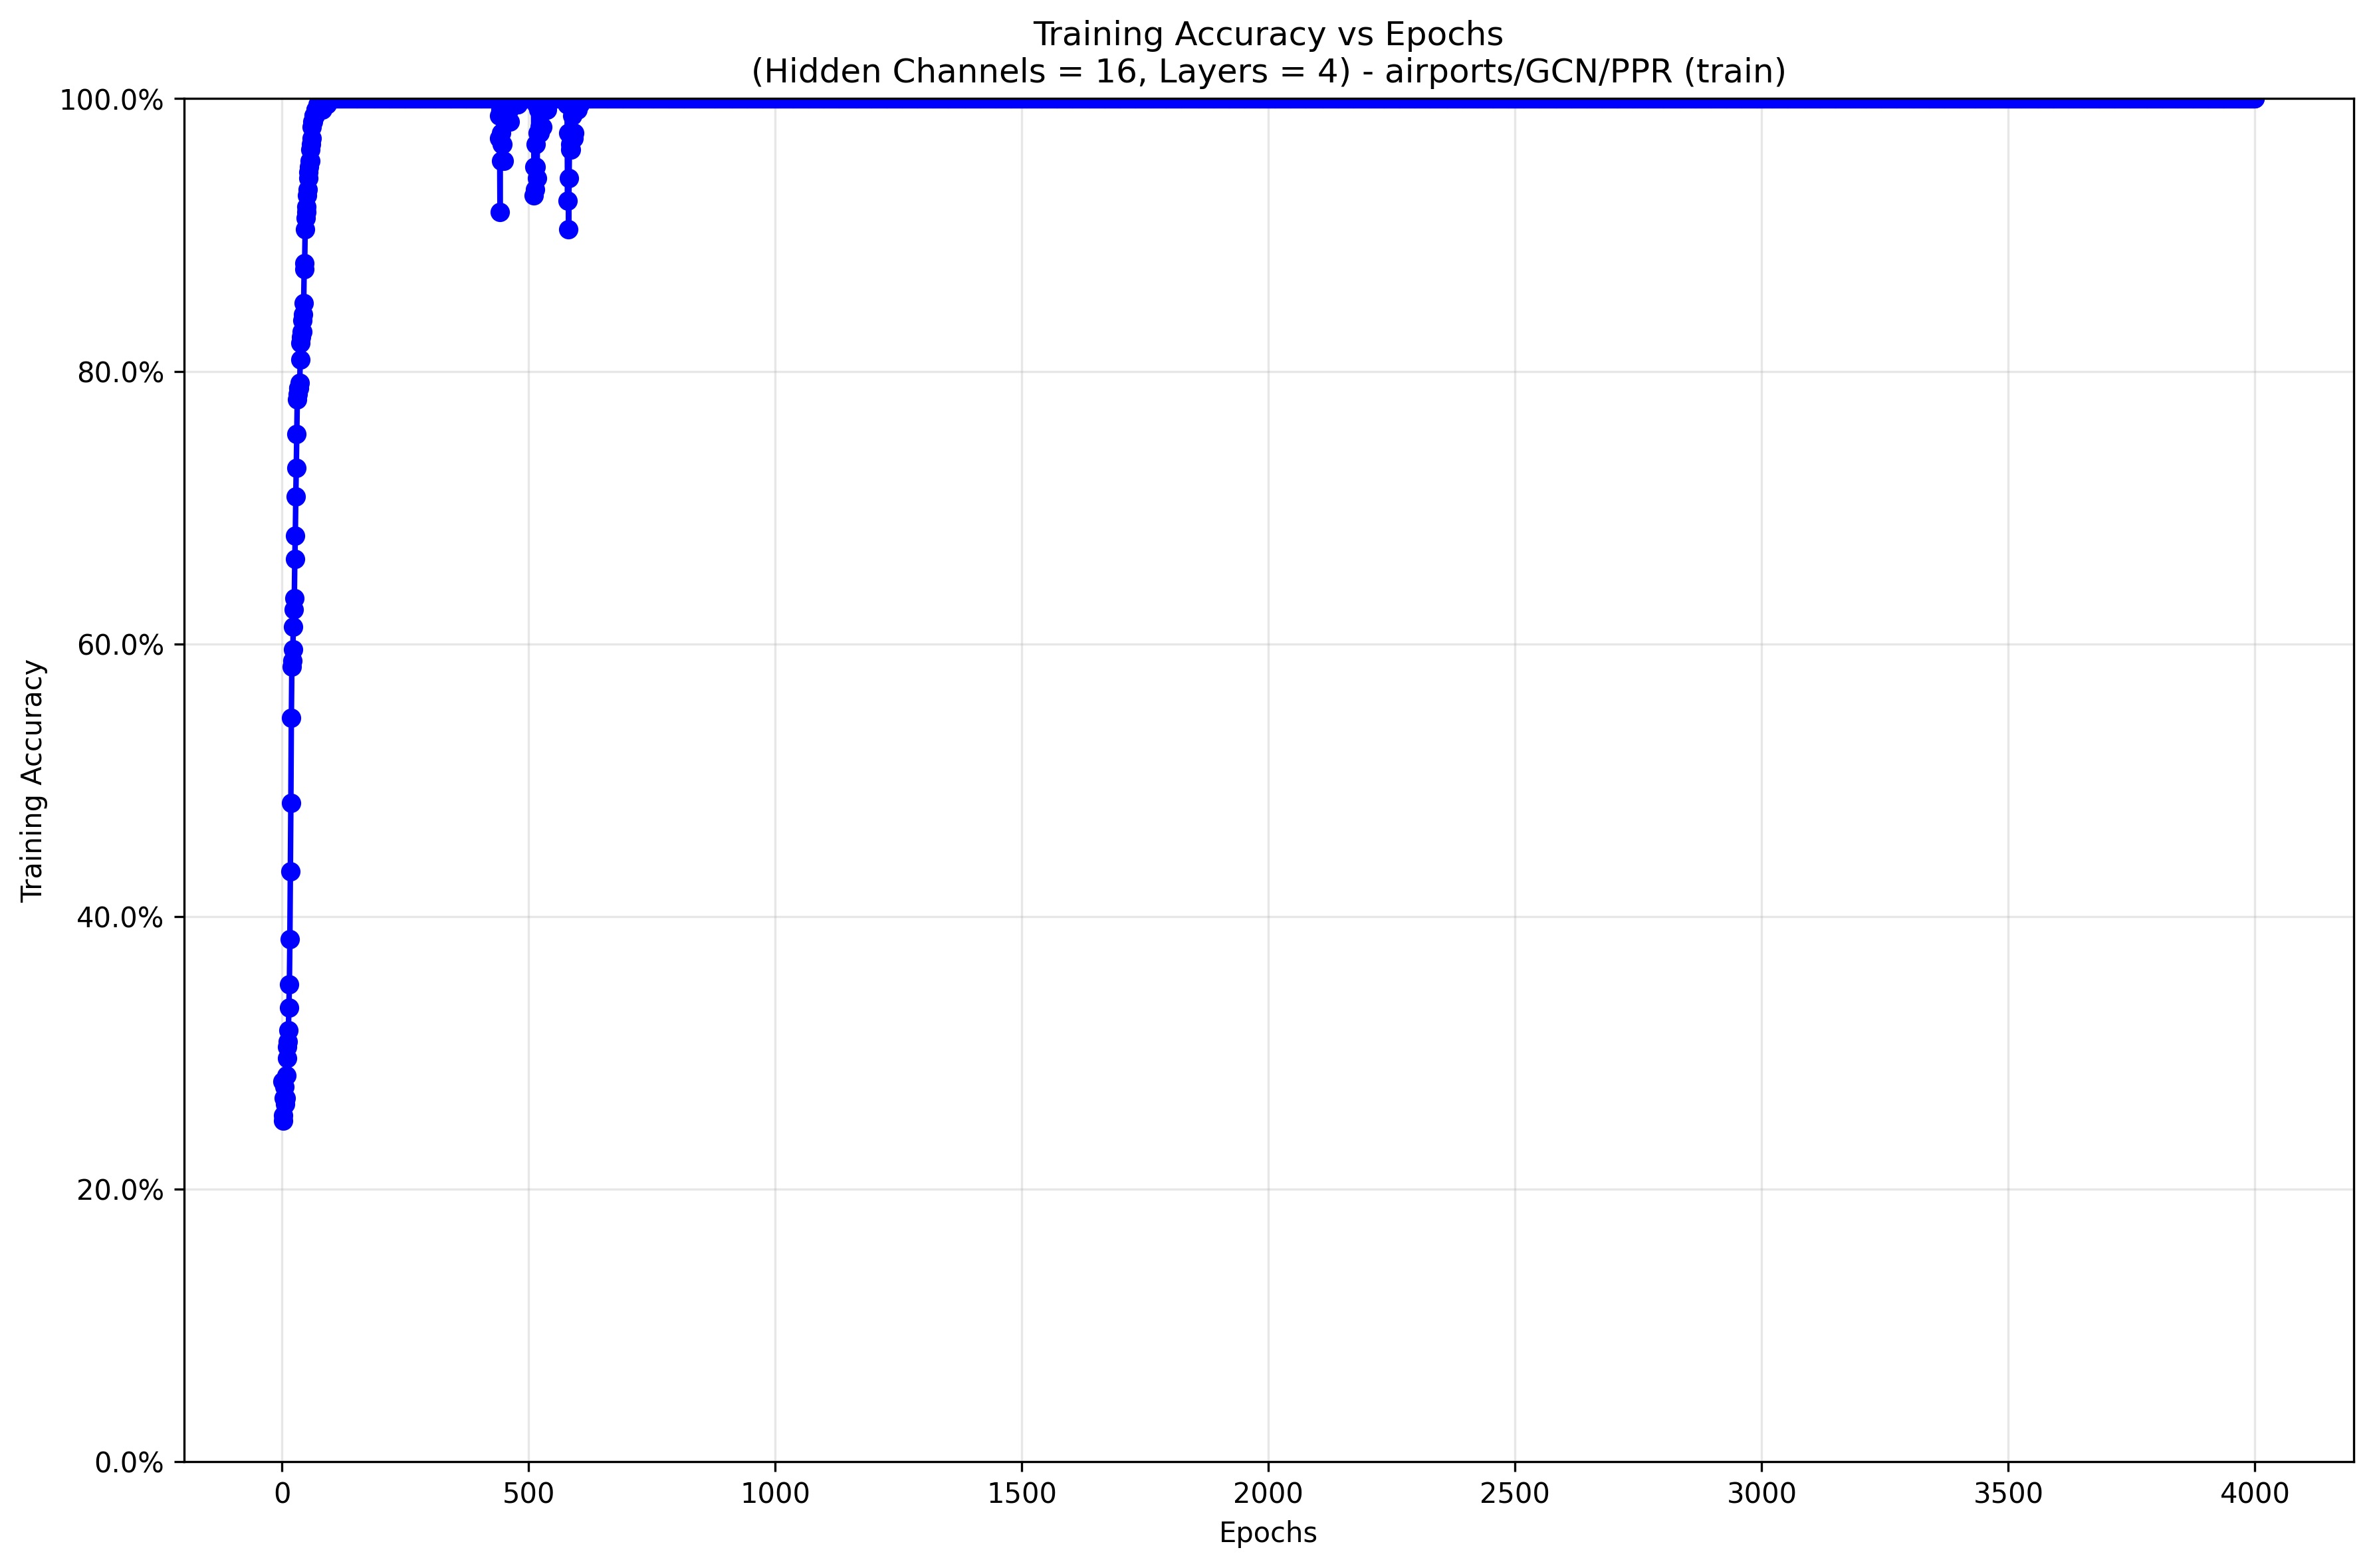 Training Accuracy vs Epochs
(Hidden Channels = 16, Layers = 4) - airports/GCN/PPR (train)
100.0%
80.0%
60.0%
40.0%
20.0%
0.0%
Training Accuracy
0 500 1000 1500 2000 2500 3000 3500 4000
Epochs